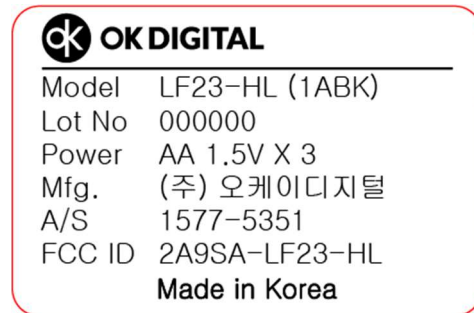 ok OK DIGITAL
Model LF23-HL (1ABK)
Lot No 000000
Power AA 1.5V X 3
Mfg. (주) 오케이디지털
A/S 1577-5351
FCC ID 2A9SA-LF23-HL
Made in Korea